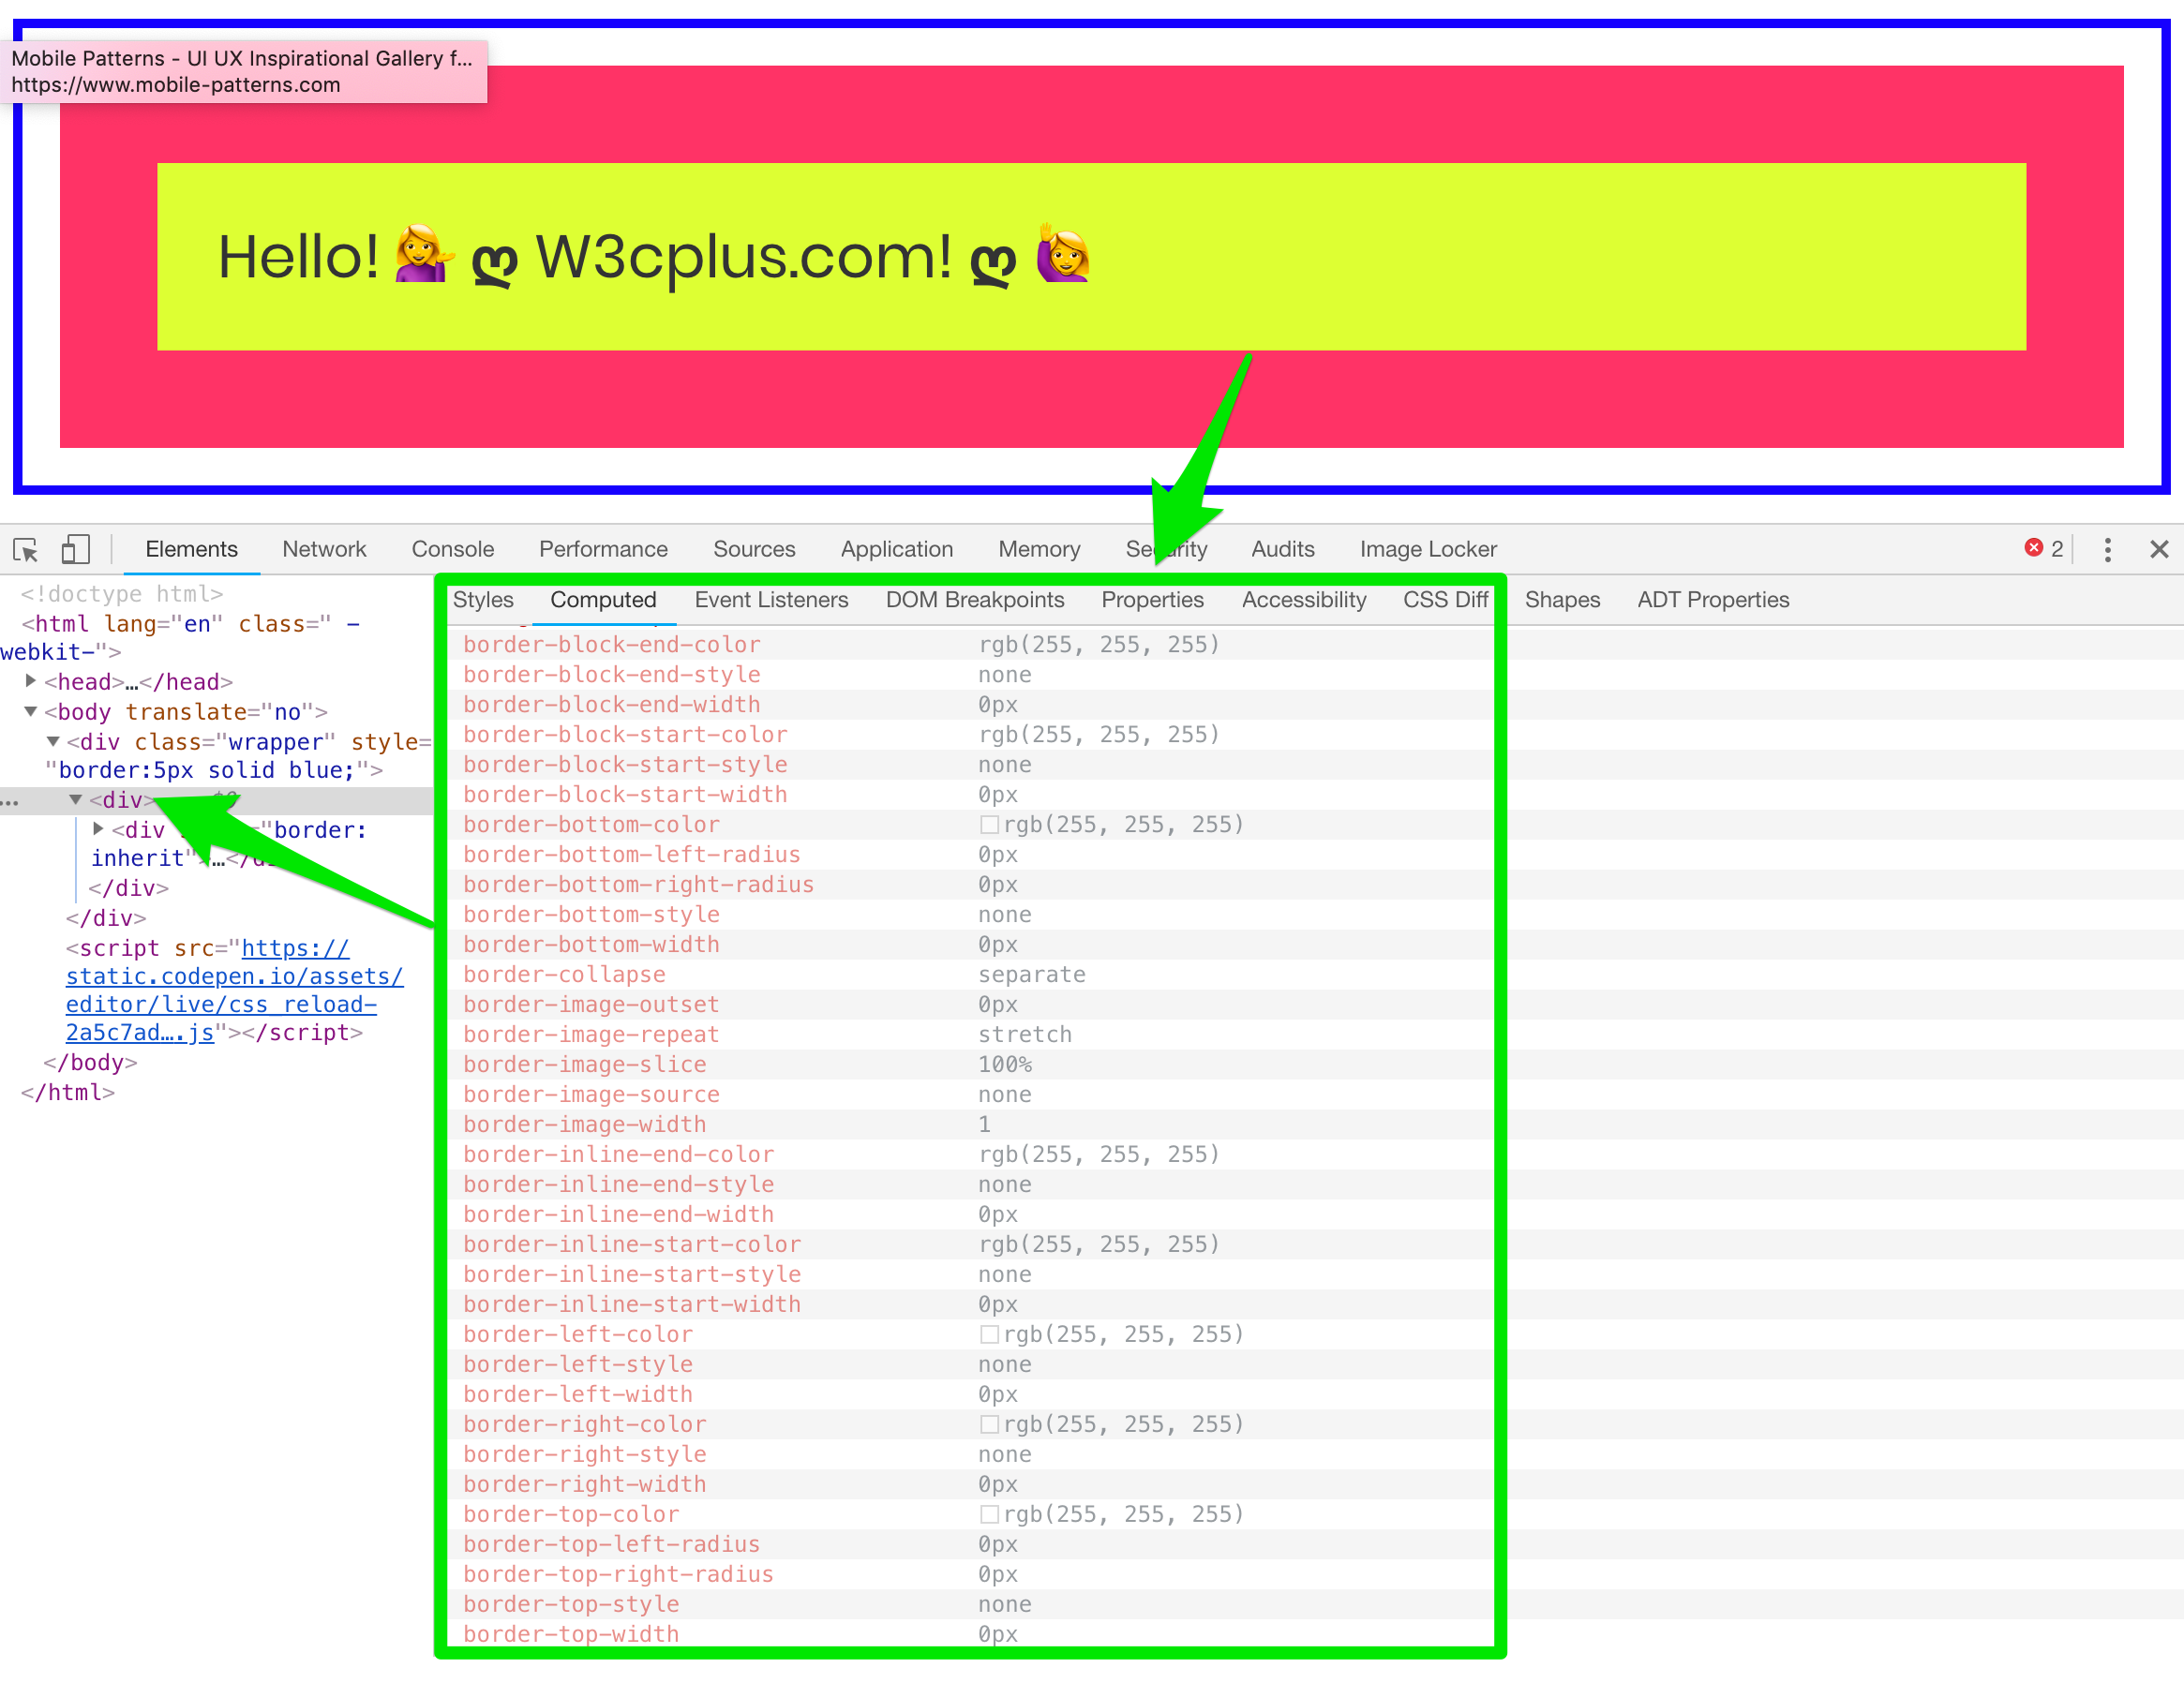 Mobile Patterns - UI UX Inspirational Gallery f...
https://www.mobile-patterns.com
Hello! 💁‍♀️ ღ W3cplus.com! ღ 🙋‍♀️
Elements Network Console Performance Sources Application Memory Security Audits Image Locker 2
Styles Computed Event Listeners DOM Breakpoints Properties Accessibility CSS Diff Shapes ADT Properties
<!doctype html>
<html lang="en" class=" -
webkit-">
<head>…</head>
<body translate="no">
<div class="wrapper" style=
"border:5px solid blue;">
<div>
<div ="border:
inherit">…</
</div>
</div>
<script src="https://
static.codepen.io/assets/
editor/live/css_reload-
2a5c7ad….js"></script>
</body>
</html>
border-block-end-color rgb(255, 255, 255)
border-block-end-style none
border-block-end-width 0px
border-block-start-color rgb(255, 255, 255)
border-block-start-style none
border-block-start-width 0px
border-bottom-color rgb(255, 255, 255)
border-bottom-left-radius 0px
border-bottom-right-radius 0px
border-bottom-style none
border-bottom-width 0px
border-collapse separate
border-image-outset 0px
border-image-repeat stretch
border-image-slice 100%
border-image-source none
border-image-width 1
border-inline-end-color rgb(255, 255, 255)
border-inline-end-style none
border-inline-end-width 0px
border-inline-start-color rgb(255, 255, 255)
border-inline-start-style none
border-inline-start-width 0px
border-left-color rgb(255, 255, 255)
border-left-style none
border-left-width 0px
border-right-color rgb(255, 255, 255)
border-right-style none
border-right-width 0px
border-top-color rgb(255, 255, 255)
border-top-left-radius 0px
border-top-right-radius 0px
border-top-style none
border-top-width 0px